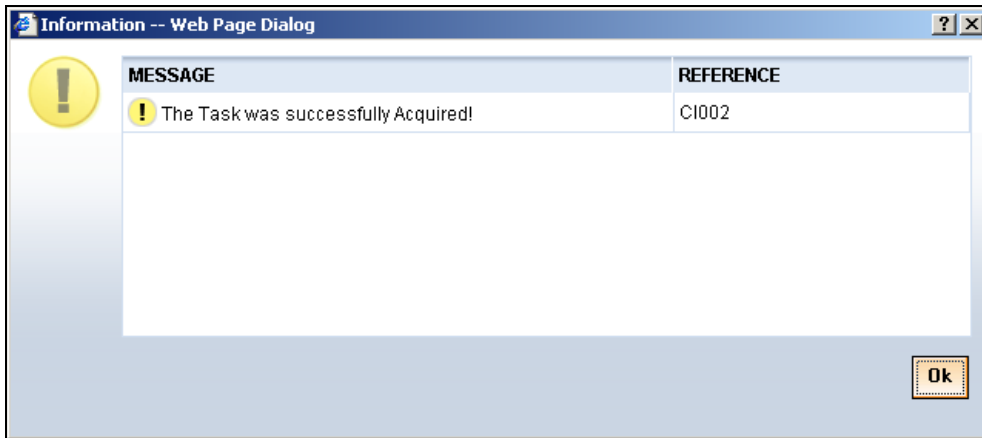 Information -- Web Page Dialog
MESSAGE REFERENCE
The Task was successfully Acquired! CI002
Ok